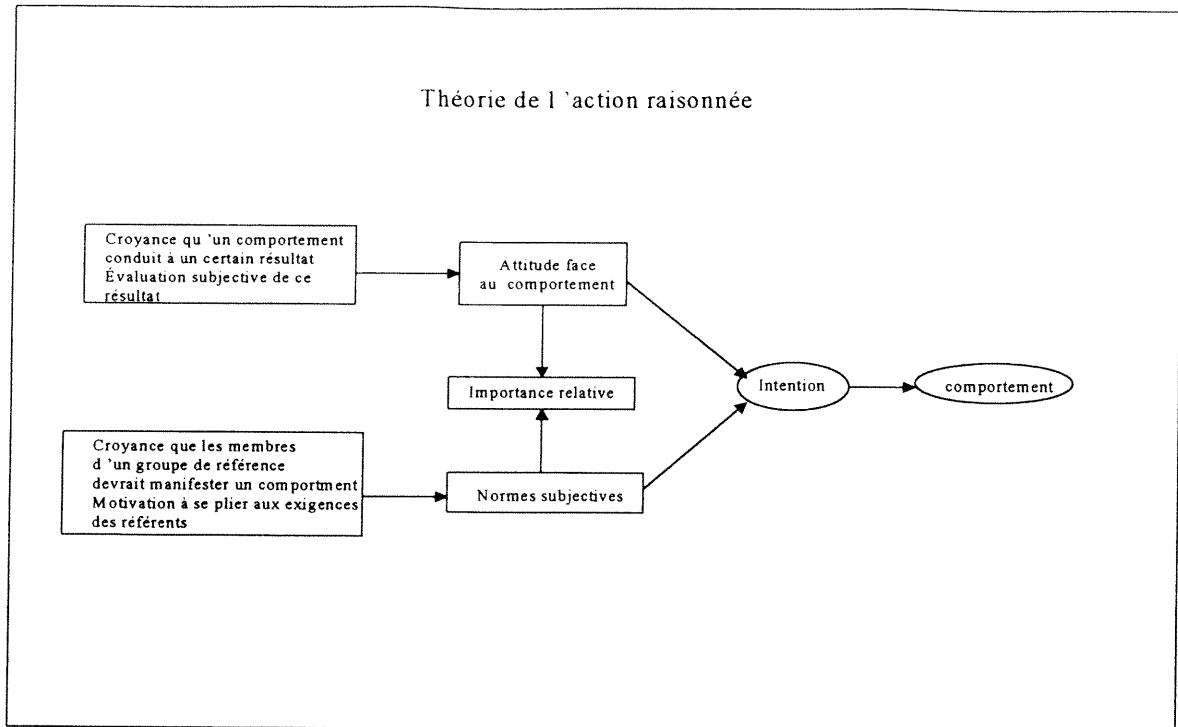 Théorie de l 'action raisonnée
Croyance qu 'un comportement
conduit à un certain résultat
Évaluation subjective de ce
résultat
Attitude face
au comportement
Importance relative
Intention
comportement
Croyance que les membres
d 'un groupe de référence
devrait manifester un comportment
Motivation à se plier aux exigences
des référents
Normes subjectives